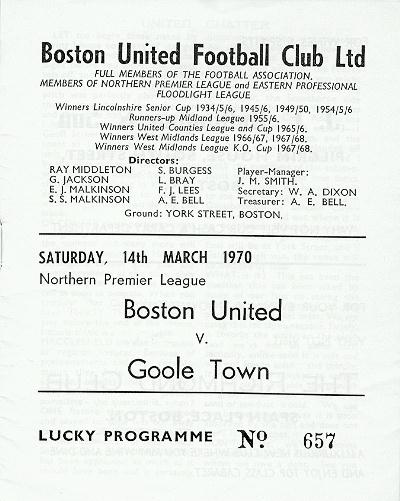 Boston United Football Club Ltd
FULL MEMBERS OF THE FOOTBALL ASSOCIATION,
MEMBERS OF NORTHERN PREMIER LEAGUE and EASTERN PROFESSIONAL
FLOODLIGHT LEAGUE
Winners Lincolnshire Senior Cup 1934/5/6, 1945/6, 1949/50, 1954/5/6
Runners-up Midland League 1955/6.
Winners United Counties League and Cup 1965/6.
Winners West Midlands League 1966/67, 1967/68.
Winners West Midlands League K.O. Cup 1967/68.
Directors:
RAY MIDDLETON S. BURGESS Player-Manager:
G. JACKSON L. BRAY J. M. SMITH.
E. J. MALKINSON F. J. LEES Secretary: W. A. DIXON
S. S. MALKINSON A. E. BELL Treasurer: A. E. BELL.
Ground: YORK STREET, BOSTON.
SATURDAY, 14th MARCH 1970
Northern Premier League
Boston United
v.
Goole Town
LUCKY PROGRAMME Nº 657